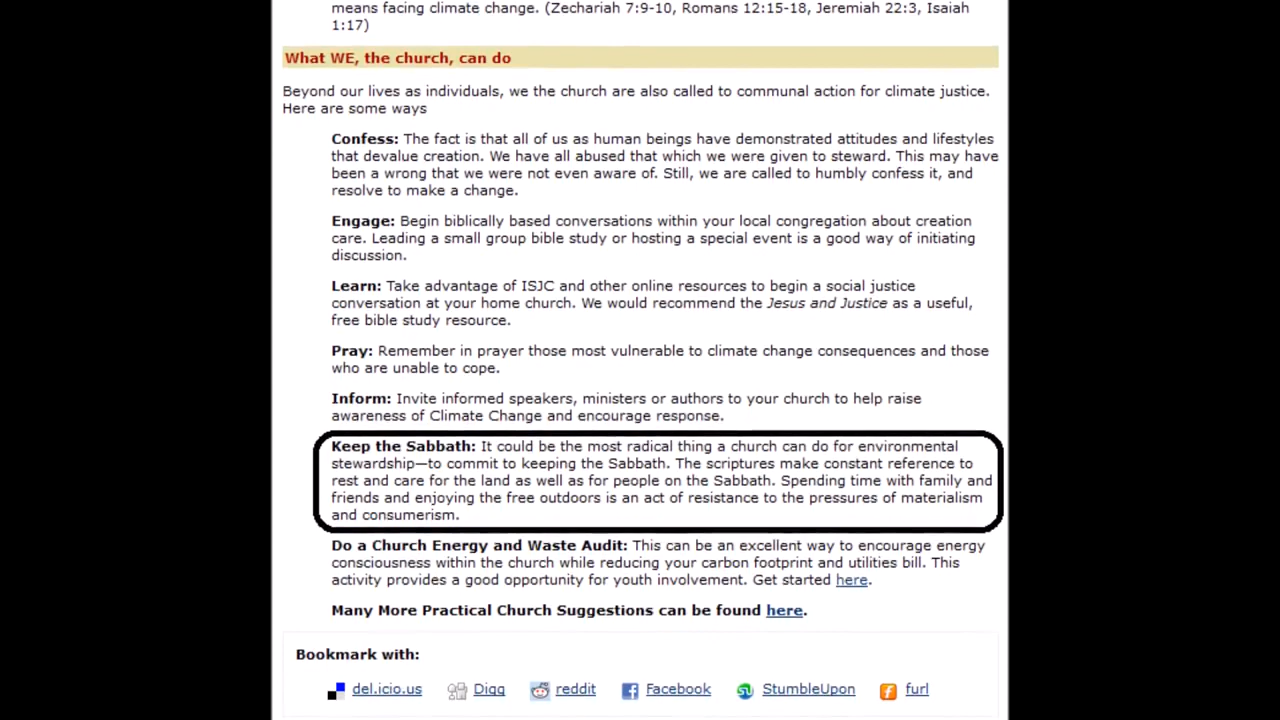 means facing climate change. (Zechariah 7:9-10, Romans 12:15-18, Jeremiah 22:3, Isaiah
1:17)
What WE, the church, can do
Beyond our lives as individuals, we the church are also called to communal action for climate justice.
Here are some ways
Confess: The fact is that all of us as human beings have demonstrated attitudes and lifestyles
that devalue creation. We have all abused that which we were given to steward. This may have
been a wrong that we were not even aware of. Still, we are called to humbly confess it, and
resolve to make a change.
Engage: Begin biblically based conversations within your local congregation about creation
care. Leading a small group bible study or hosting a special event is a good way of initiating
discussion.
Learn: Take advantage of ISJC and other online resources to begin a social justice
conversation at your home church. We would recommend the Jesus and Justice as a useful,
free bible study resource.
Pray: Remember in prayer those most vulnerable to climate change consequences and those
who are unable to cope.
Inform: Invite informed speakers, ministers or authors to your church to help raise
awareness of Climate Change and encourage response.
Keep the Sabbath: It could be the most radical thing a church can do for environmental
stewardship—to commit to keeping the Sabbath. The scriptures make constant reference to
rest and care for the land as well as for people on the Sabbath. Spending time with family and
friends and enjoying the free outdoors is an act of resistance to the pressures of materialism
and consumerism.
Do a Church Energy and Waste Audit: This can be an excellent way to encourage energy
consciousness within the church while reducing your carbon footprint and utilities bill. This
activity provides a good opportunity for youth involvement. Get started here.
Many More Practical Church Suggestions can be found here.
Bookmark with:
del.icio.us Digg reddit Facebook StumbleUpon furl